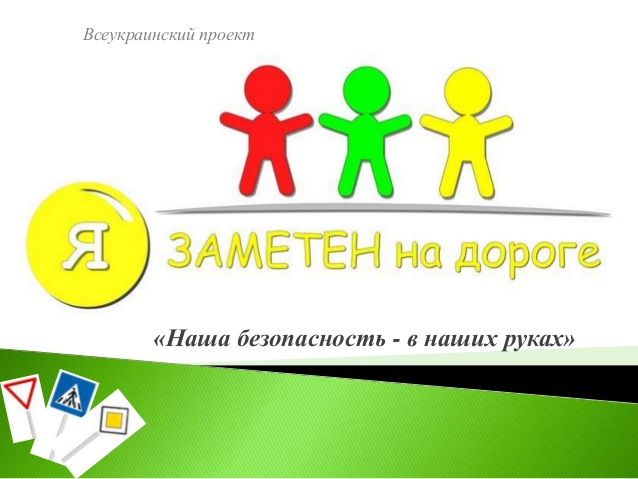 Всеукраинский проект
Я ЗАМЕТЕН на дороге
«Наша безопасность - в наших руках»